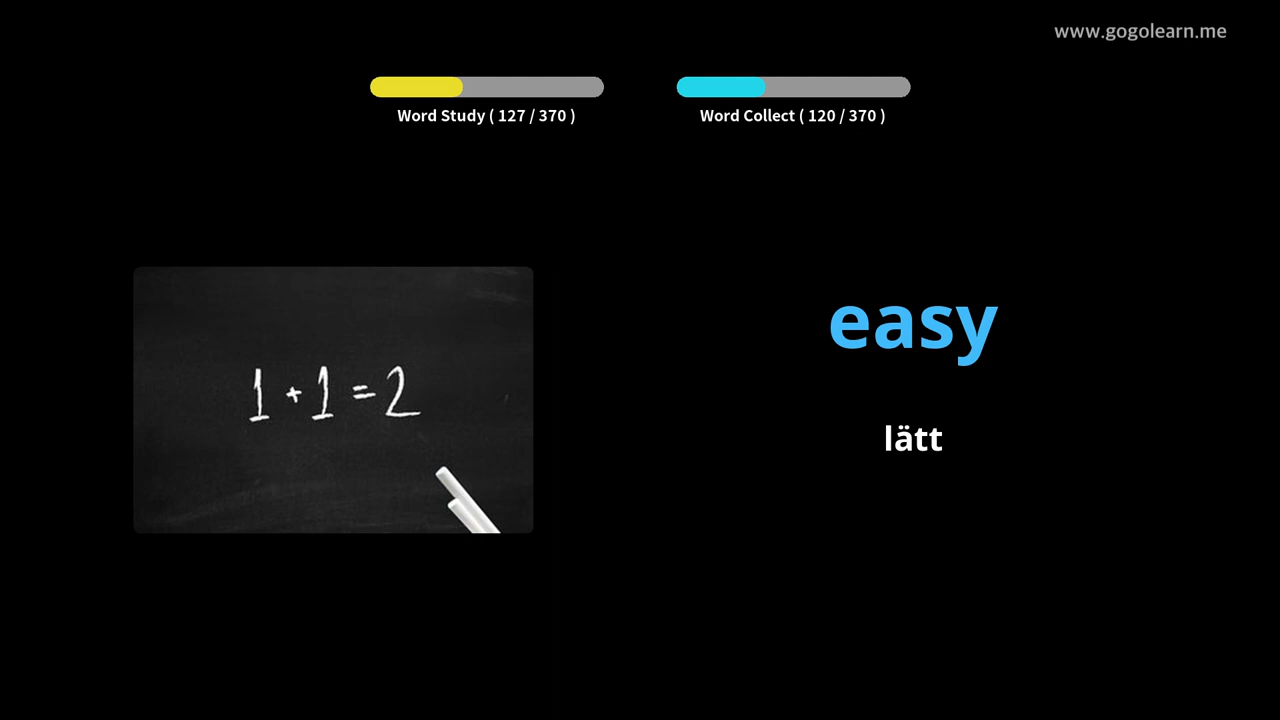 www.gogolearn.me
Word Study ( 127 / 370 )
Word Collect ( 120 / 370 )
easy
1 + 1 = 2
lätt